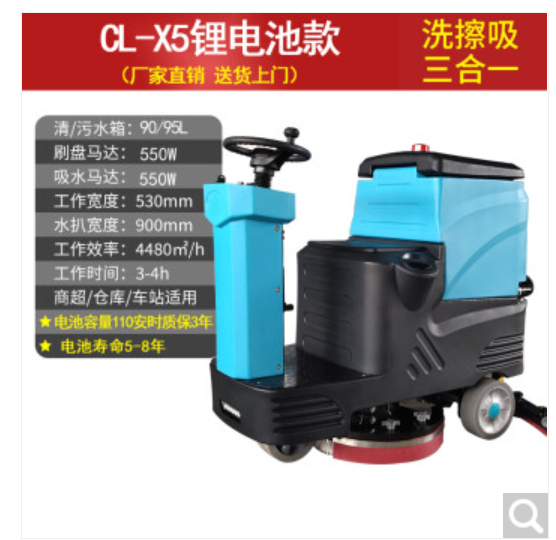 CL-X5锂电池款
（厂家直销 送货上门）
洗擦吸
三合一
清/污水箱：90/95L
刷盘马达：550W
吸水马达：550W
工作宽度：530mm
水扒宽度：900mm
工作效率：4480㎡/h
工作时间：3-4h
商超/仓库/车站适用
★电池容量110安时质保3年
★ 电池寿命5-8年